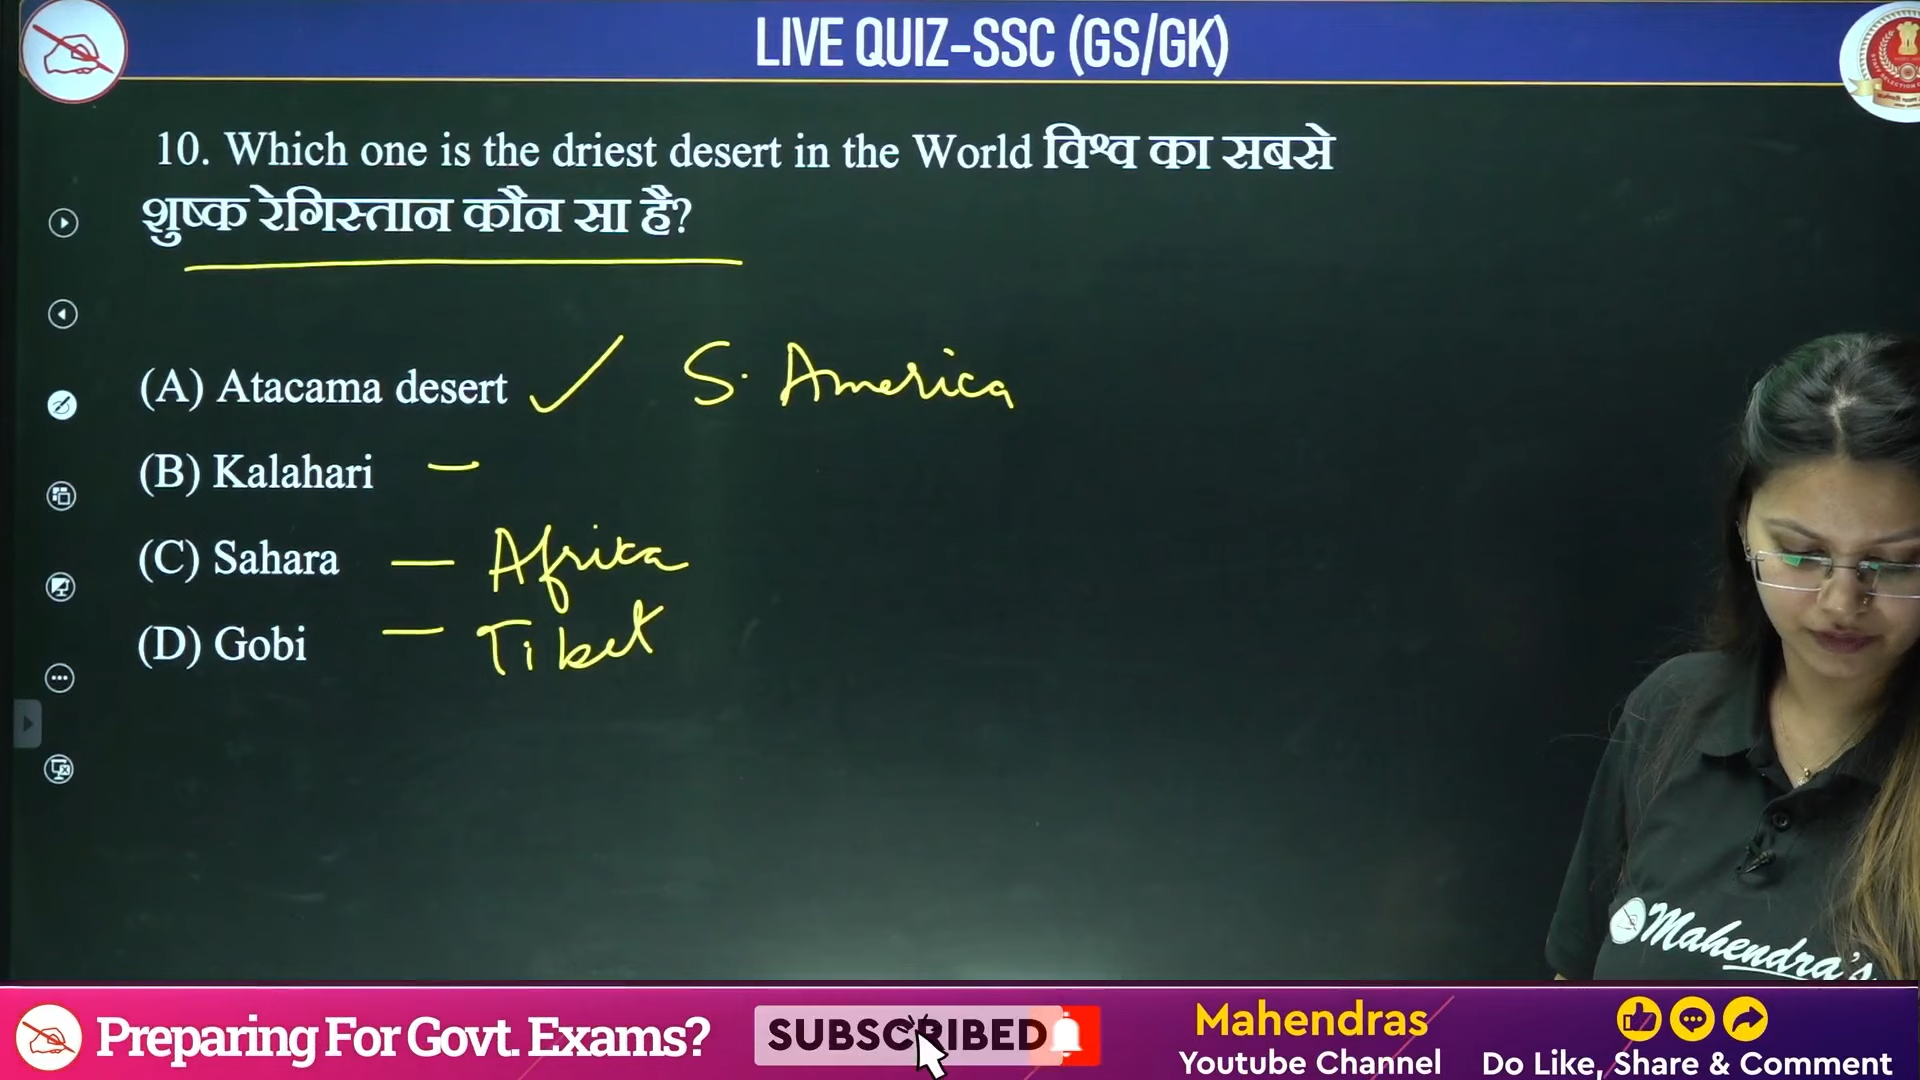 LIVE QUIZ-SSC (GS/GK)
10. Which one is the driest desert in the World विश्व का सबसे
शुष्क रेगिस्तान कौन सा है?
(A) Atacama desert ✓ S. America
(B) Kalahari —
(C) Sahara — Afrika
(D) Gobi — Tibet
Mahendra's
Preparing For Govt. Exams?
SUBSCRIBED
Mahendras
Youtube Channel
Do Like, Share & Comment